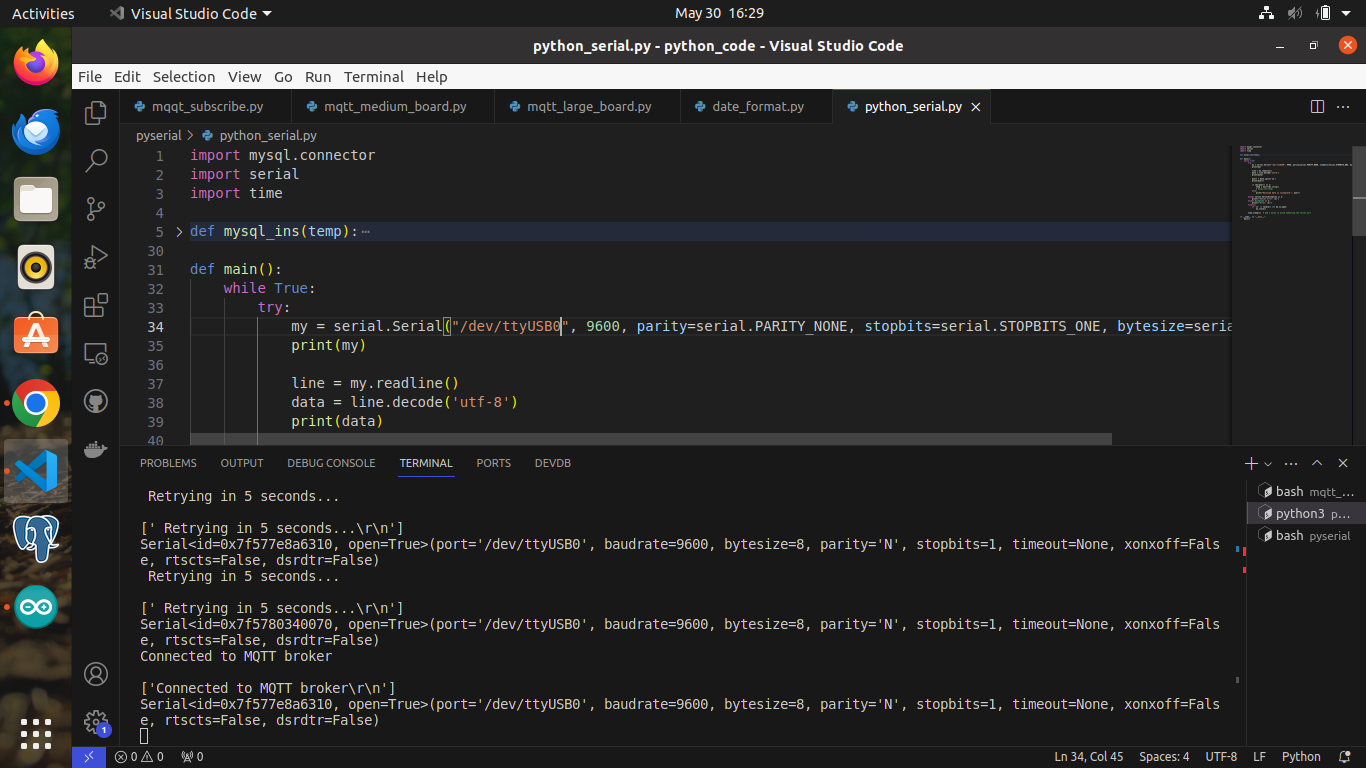 Activities
Visual Studio Code
May 30 16:29
python_serial.py - python_code - Visual Studio Code
File Edit Selection View Go Run Terminal Help
mqqt_subscribe.py
mqtt_medium_board.py
mqtt_large_board.py
date_format.py
python_serial.py
pyserial > python_serial.py
1 import mysql.connector
2 import serial
3 import time
4
5 def mysql_ins(temp):⋯
30
31 def main():
32 while True:
33 try:
34 my = serial.Serial("/dev/ttyUSB0", 9600, parity=serial.PARITY_NONE, stopbits=serial.STOPBITS_ONE, bytesize=seria
35 print(my)
36
37 line = my.readline()
38 data = line.decode('utf-8')
39 print(data)
40
PROBLEMS OUTPUT DEBUG CONSOLE TERMINAL PORTS DEVDB
Retrying in 5 seconds...
[' Retrying in 5 seconds...\r\n']
Serial<id=0x7f577e8a6310, open=True>(port='/dev/ttyUSB0', baudrate=9600, bytesize=8, parity='N', stopbits=1, timeout=None, xonxoff=Fals
e, rtscts=False, dsrdtr=False)
Retrying in 5 seconds...
[' Retrying in 5 seconds...\r\n']
Serial<id=0x7f5780340070, open=True>(port='/dev/ttyUSB0', baudrate=9600, bytesize=8, parity='N', stopbits=1, timeout=None, xonxoff=Fals
e, rtscts=False, dsrdtr=False)
Connected to MQTT broker
['Connected to MQTT broker\r\n']
Serial<id=0x7f577e8a6310, open=True>(port='/dev/ttyUSB0', baudrate=9600, bytesize=8, parity='N', stopbits=1, timeout=None, xonxoff=Fals
e, rtscts=False, dsrdtr=False)
bash mqtt_...
python3 p...
bash pyserial
1
0 0 0
Ln 34, Col 45 Spaces: 4 UTF-8 LF Python